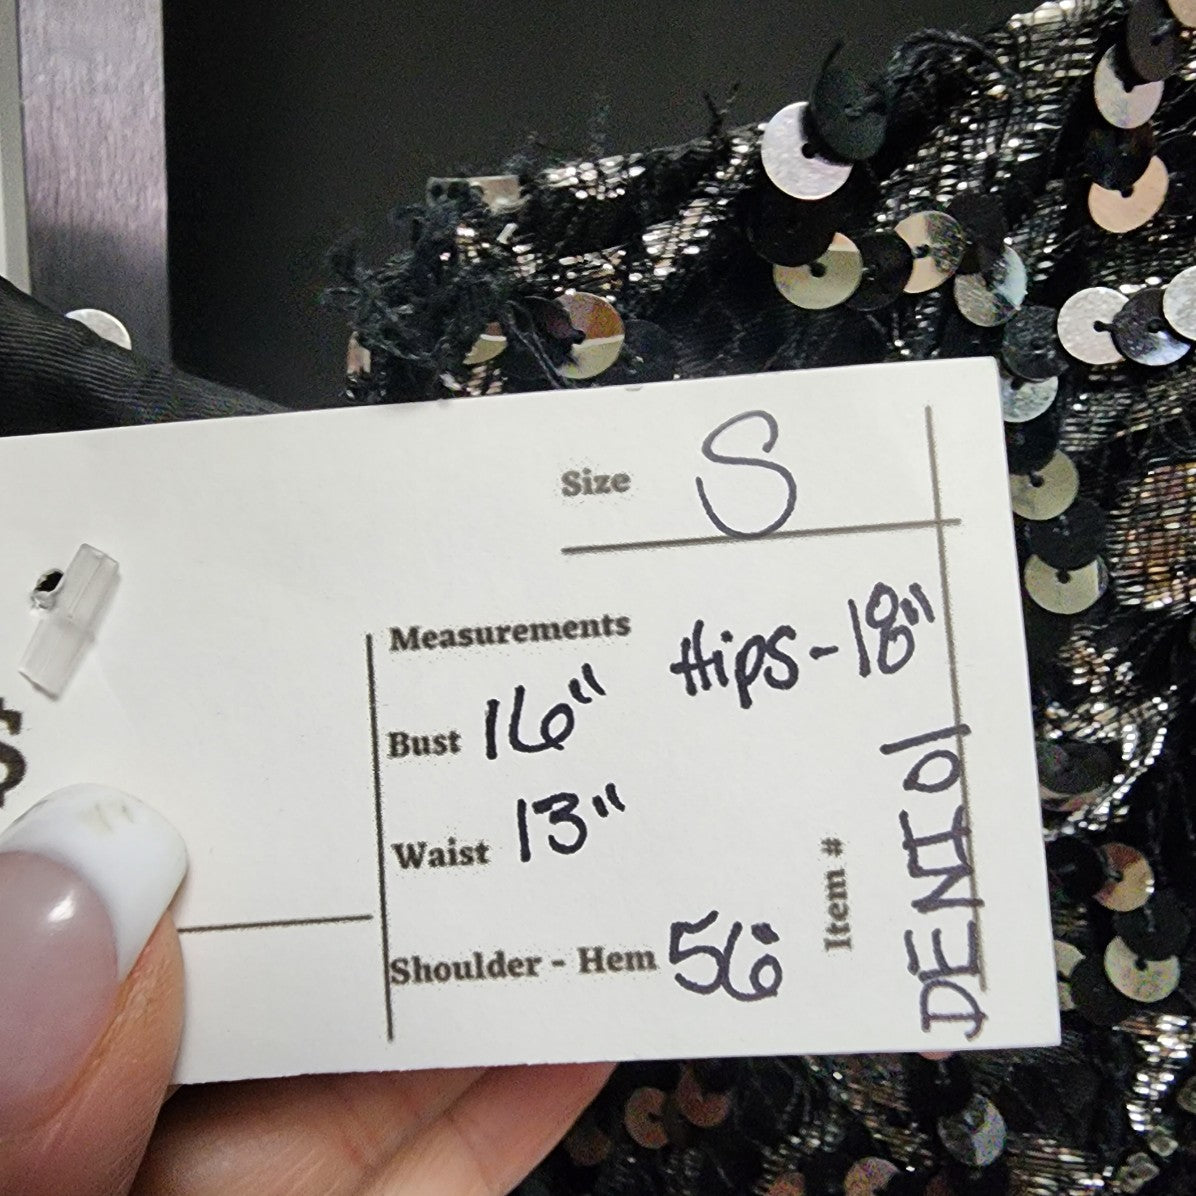 Size S
Measurements Hips-18"
Bust 16"
Waist 13"
Shoulder - Hem 56
Item # DENI01